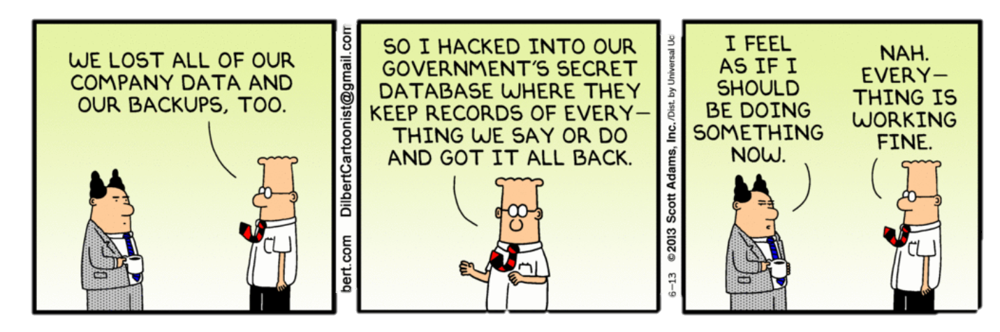 WE LOST ALL OF OUR
COMPANY DATA AND
OUR BACKUPS, TOO.
bert.com DilbertCartoonist@gmail.com
SO I HACKED INTO OUR
GOVERNMENT'S SECRET
DATABASE WHERE THEY
KEEP RECORDS OF EVERY—
THING WE SAY OR DO
AND GOT IT ALL BACK.
6-13 ©2013 Scott Adams, Inc. /Dist. by Universal Uc
I FEEL
AS IF I
SHOULD
BE DOING
SOMETHING
NOW.
NAH.
EVERY—
THING IS
WORKING
FINE.